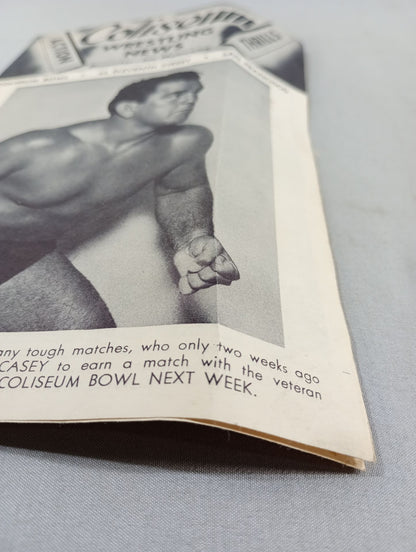 Coliseum
WRESTLING
NEWS
ACTION
THRILLS
any tough matches, who only two weeks ago
CASEY to earn a match with the veteran
COLISEUM BOWL NEXT WEEK.